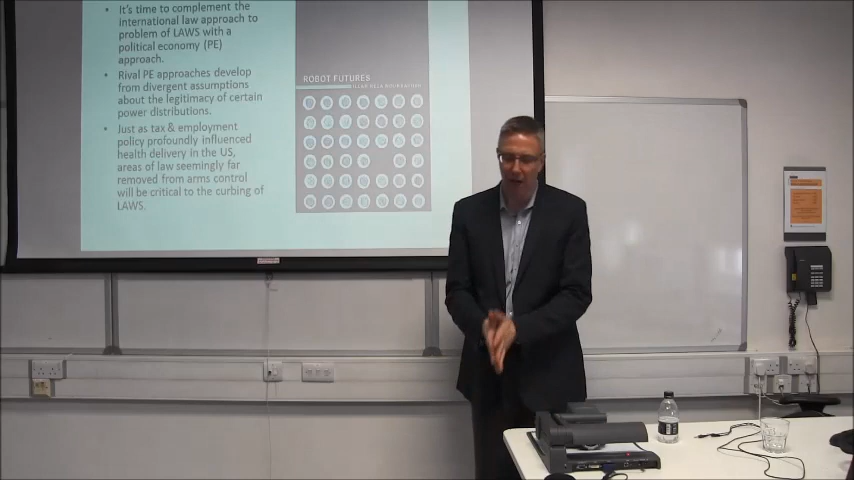 • It's time to complement the
international law approach to
problem of LAWS with a
political economy (PE)
approach.
• Rival PE approaches develop
from divergent assumptions
about the legitimacy of certain
power distributions.
• Just as tax & employment
policy profoundly influenced
health delivery in the US,
areas of law seemingly far
removed from arms control
will be critical to the curbing of
LAWS.
ROBOT FUTURES